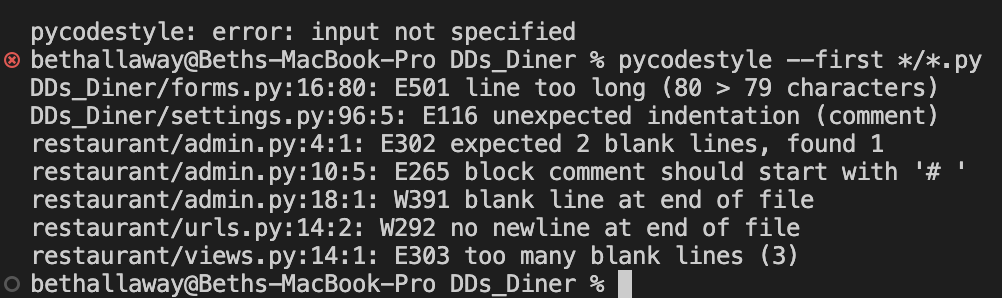 pycodestyle: error: input not specified
bethallaway@Beths-MacBook-Pro DDs_Diner % pycodestyle --first */*.py
DDs_Diner/forms.py:16:80: E501 line too long (80 > 79 characters)
DDs_Diner/settings.py:96:5: E116 unexpected indentation (comment)
restaurant/admin.py:4:1: E302 expected 2 blank lines, found 1
restaurant/admin.py:10:5: E265 block comment should start with '# '
restaurant/admin.py:18:1: W391 blank line at end of file
restaurant/urls.py:14:2: W292 no newline at end of file
restaurant/views.py:14:1: E303 too many blank lines (3)
bethallaway@Beths-MacBook-Pro DDs_Diner %